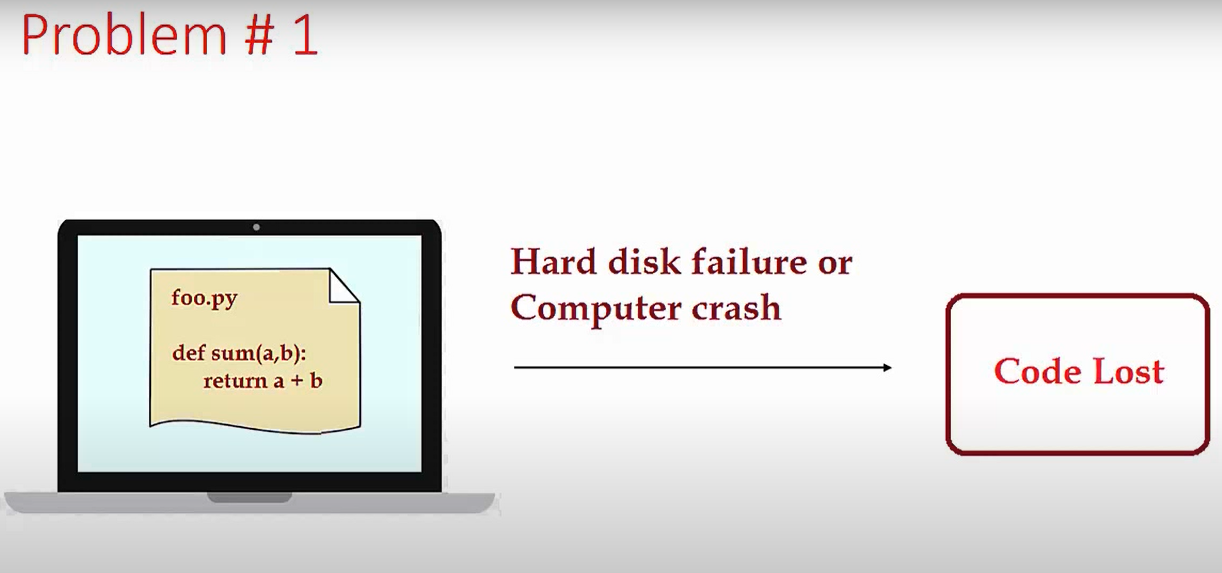 Problem # 1
foo.py
def sum(a,b):
return a + b
Hard disk failure or
Computer crash
Code Lost